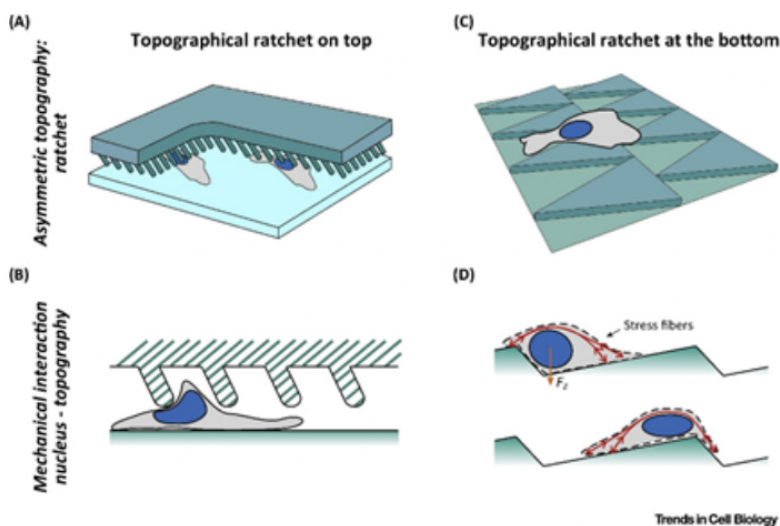 (A)
Topographical ratchet on top
(C)
Topographical ratchet at the bottom
Asymmetric topography:
ratchet
(B)
(D)
Mechanical interaction
nucleus - topography
Stress fibers
F_z
Trends in Cell Biology